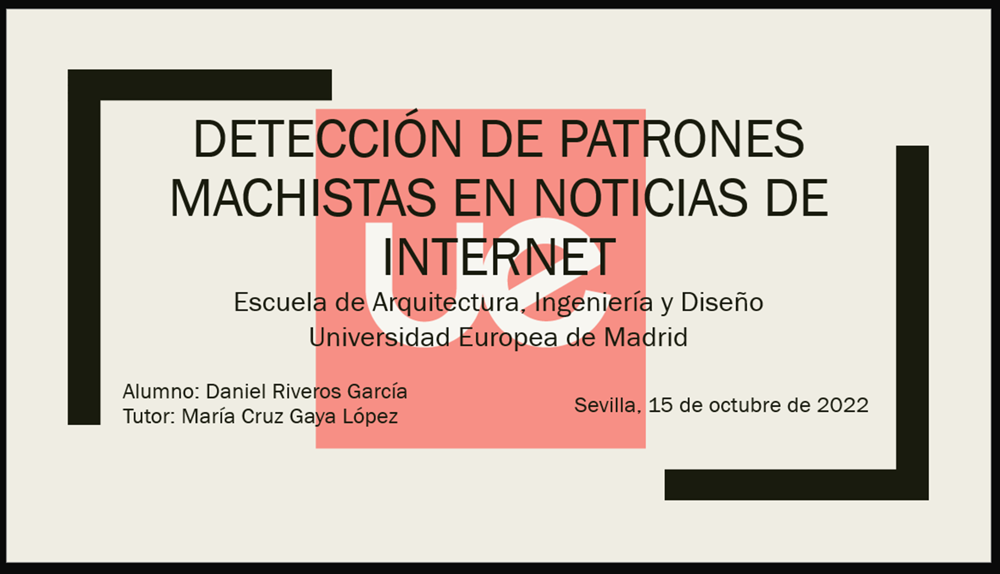 DETECCIÓN DE PATRONES
MACHISTAS EN NOTICIAS DE
INTERNET
ue
Escuela de Arquitectura, Ingeniería y Diseño
Universidad Europea de Madrid
Alumno: Daniel Riveros García
Tutor: María Cruz Gaya López
Sevilla, 15 de octubre de 2022